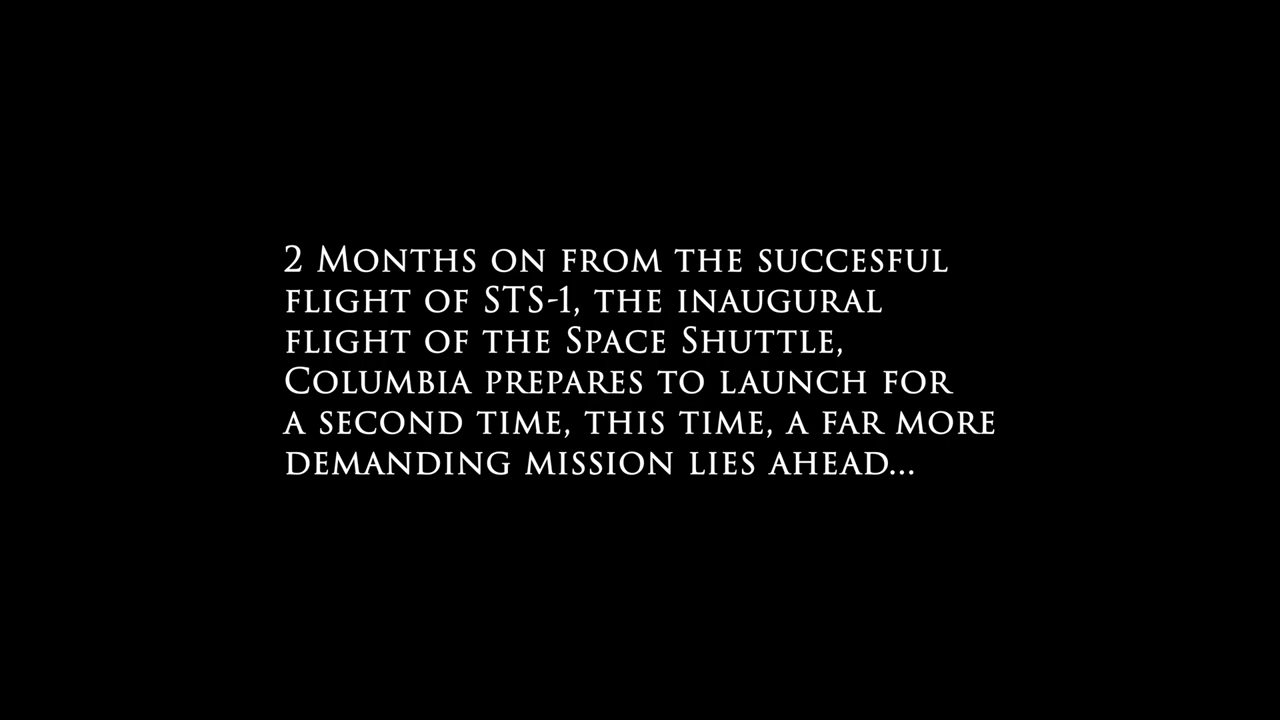 2 Months on from the succesful
flight of STS-1, the inaugural
flight of the Space Shuttle,
Columbia prepares to launch for
a second time, this time, a far more
demanding mission lies ahead...